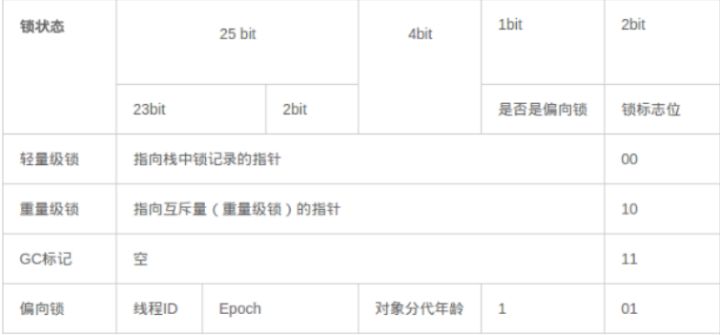 锁状态 25 bit 4bit 1bit 2bit
23bit 2bit 是否是偏向锁 锁标志位
轻量级锁 指向栈中锁记录的指针 00
重量级锁 指向互斥量（重量级锁）的指针 10
GC标记 空 11
偏向锁 线程ID Epoch 对象分代年龄 1 01